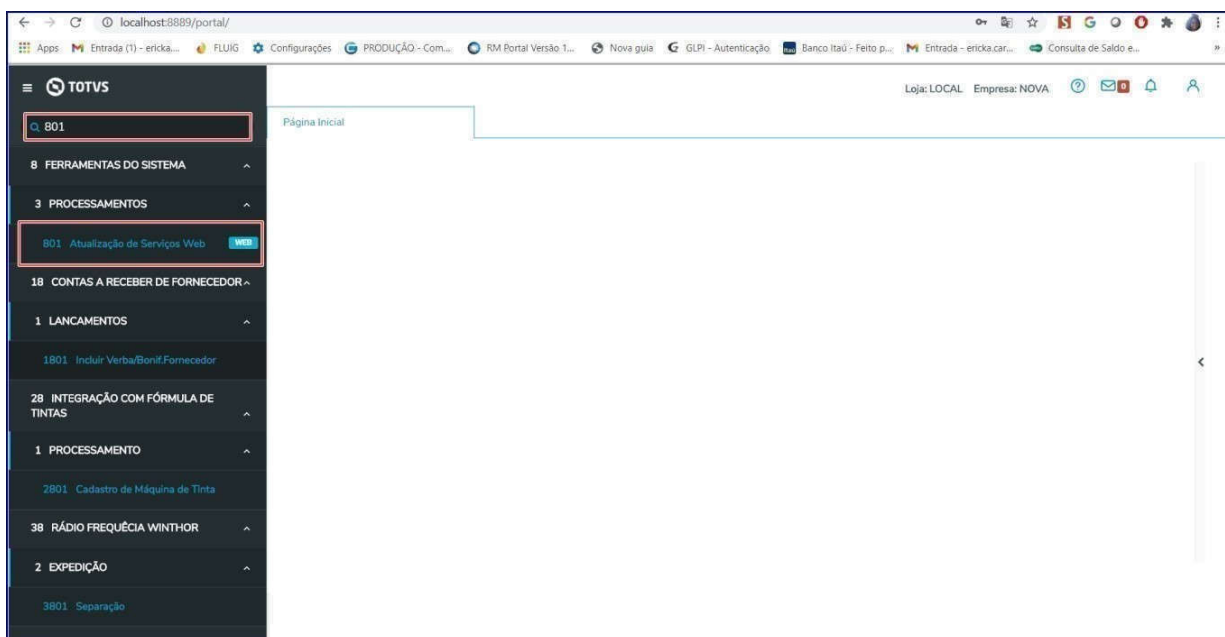 localhost:8889/portal/
Apps Entrada (1) - ericka.... FLUIG Configurações PRODUÇÃO - Com... RM Portal Versão 1... Nova guia GLPI - Autenticação Banco Itaú - Feito p... Entrada - ericka.car... Consulta de Saldo e... »
TOTVS
Loja: LOCAL Empresa: NOVA 0
801
Página Inicial
8 FERRAMENTAS DO SISTEMA
3 PROCESSAMENTOS
801 Atualização de Serviços Web WEB
18 CONTAS A RECEBER DE FORNECEDOR
1 LANCAMENTOS
1801 Incluir Verba/Bonif.Fornecedor
28 INTEGRAÇÃO COM FÓRMULA DE
TINTAS
1 PROCESSAMENTO
2801 Cadastro de Máquina de Tinta
38 RÁDIO FREQUÊCIA WINTHOR
2 EXPEDIÇÃO
3801 Separação